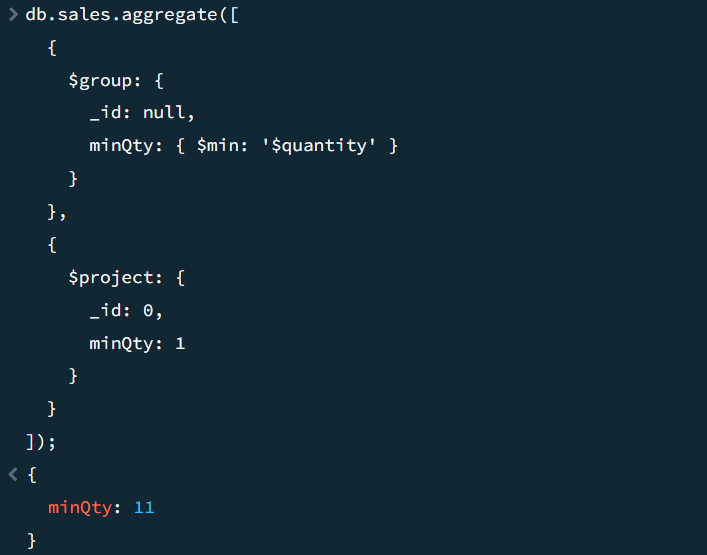 > db.sales.aggregate([
{
$group: {
_id: null,
minQty: { $min: '$quantity' }
}
},
{
$project: {
_id: 0,
minQty: 1
}
}
]);
< {
minQty: 11
}